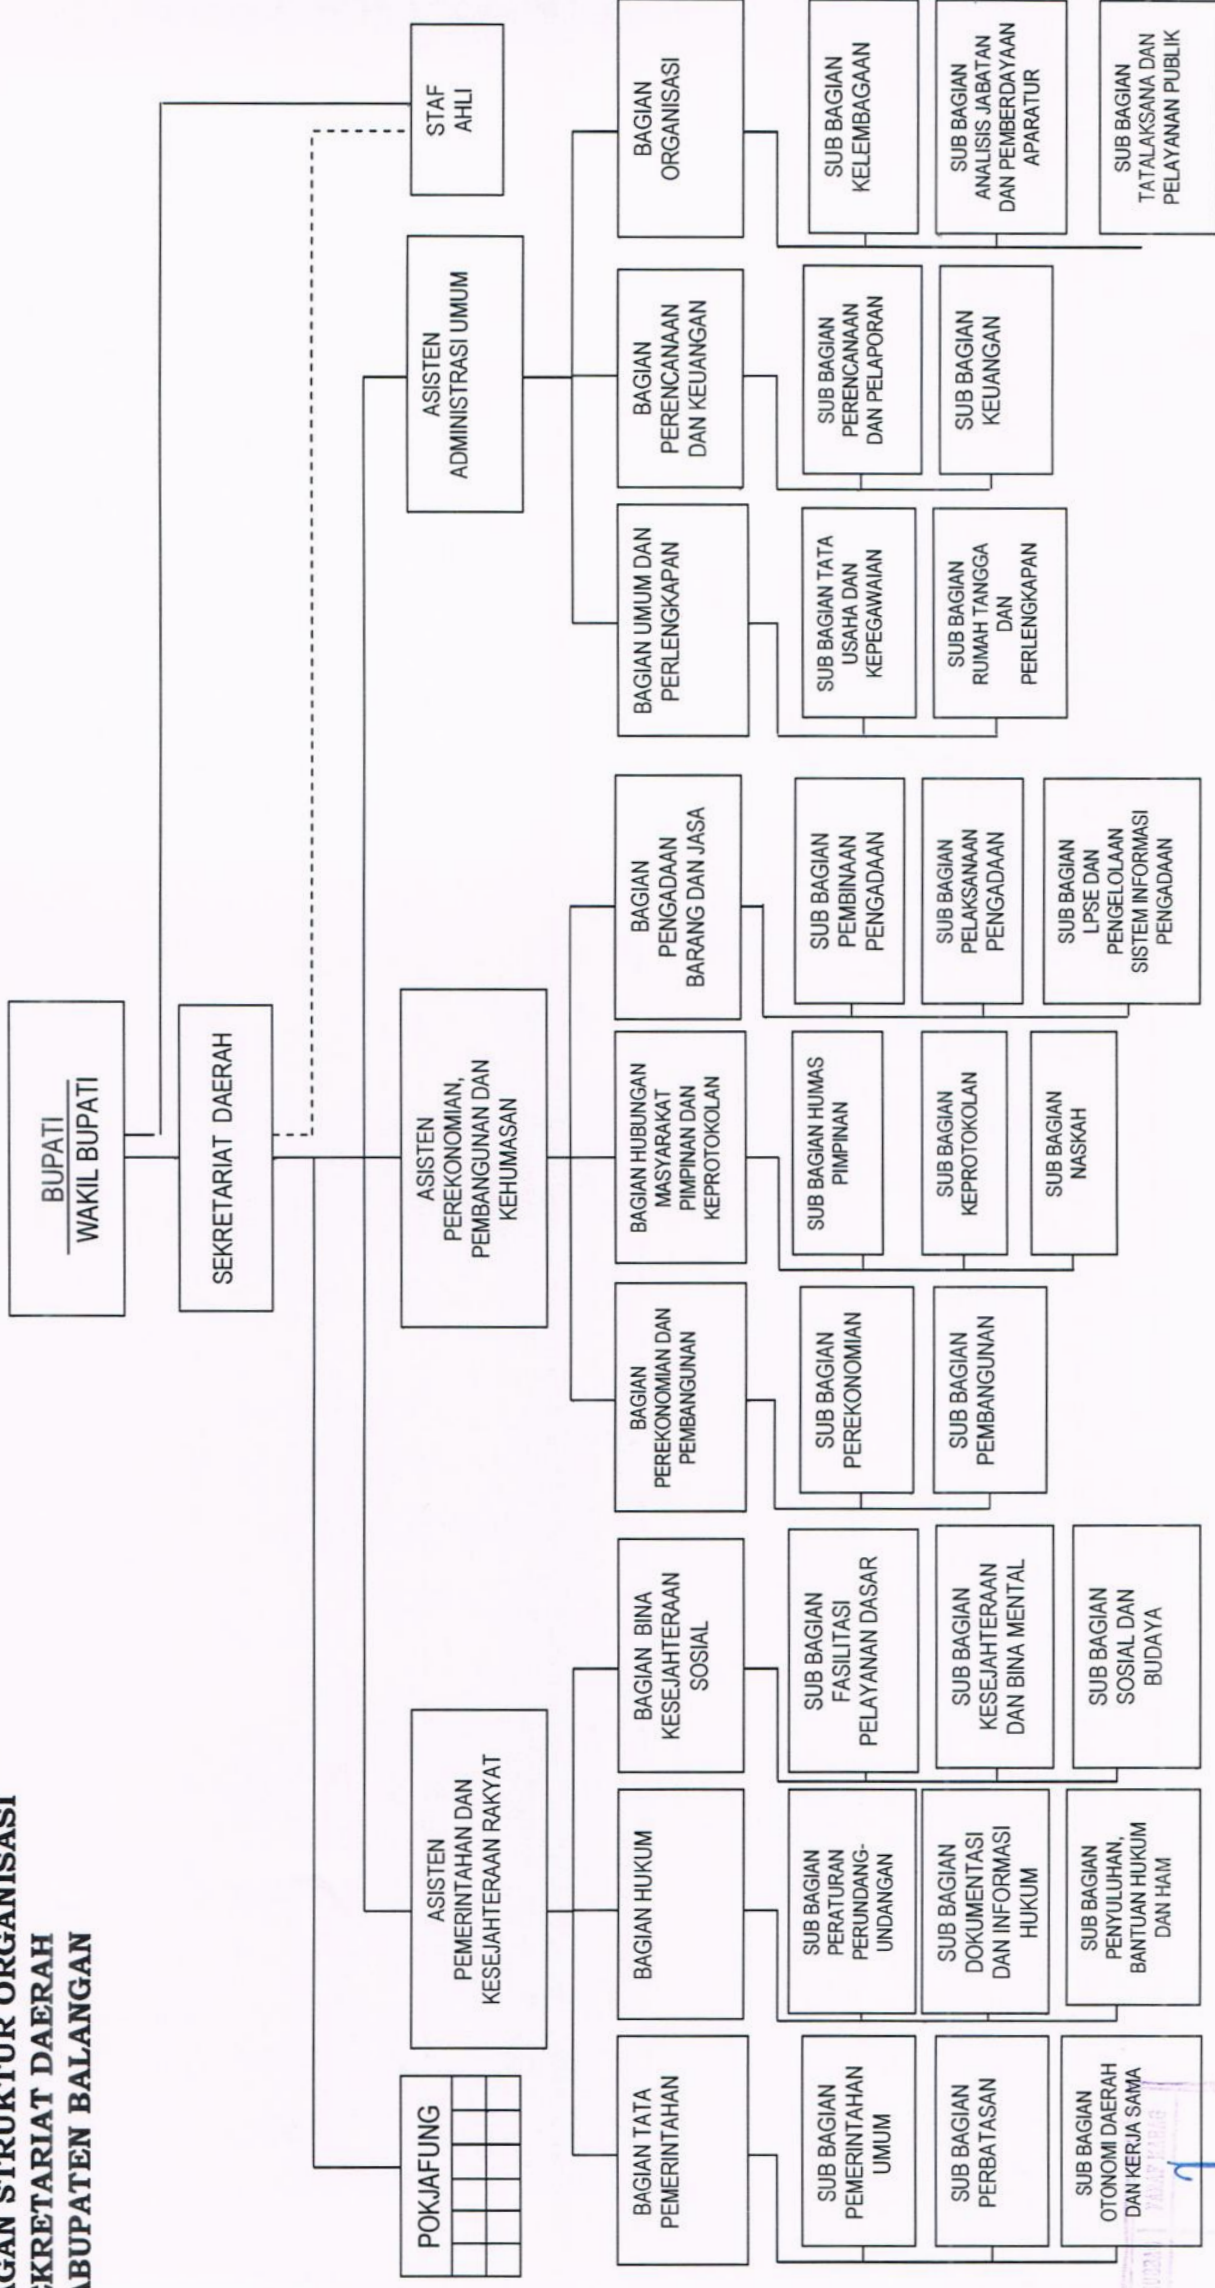 STRUKTUR ORGANISASI
SEKRETARIAT DAERAH
KABUPATEN BALANGAN
BUPATI
WAKIL BUPATI
SEKRETARIAT DAERAH
STAF
AHLI
POKJAFUNG
ASISTEN
PEMERINTAHAN DAN
KESEJAHTERAAN RAKYAT
ASISTEN
PEREKONOMIAN,
PEMBANGUNAN DAN
KEHUMASAN
ASISTEN
ADMINISTRASI UMUM
BAGIAN TATA
PEMERINTAHAN
SUB BAGIAN
PEMERINTAHAN
UMUM
SUB BAGIAN
PERBATASAN
SUB BAGIAN
OTONOMI DAERAH
DAN KERJA SAMA
BAGIAN HUKUM
SUB BAGIAN
PERATURAN
PERUNDANG-
UNDANGAN
SUB BAGIAN
DOKUMENTASI
DAN INFORMASI
HUKUM
SUB BAGIAN
PENYULUHAN,
BANTUAN HUKUM
DAN HAM
BAGIAN BINA
KESEJAHTERAAN
SOSIAL
SUB BAGIAN
FASILITASI
PELAYANAN DASAR
SUB BAGIAN
KESEJAHTERAAN
DAN BINA MENTAL
SUB BAGIAN
SOSIAL DAN
BUDAYA
BAGIAN
PEREKONOMIAN DAN
PEMBANGUNAN
SUB BAGIAN
PEREKONOMIAN
SUB BAGIAN
PEMBANGUNAN
BAGIAN HUBUNGAN
MASYARAKAT
PIMPINAN DAN
KEPROTOKOLAN
SUB BAGIAN HUMAS
PIMPINAN
SUB BAGIAN
KEPROTOKOLAN
SUB BAGIAN
NASKAH
BAGIAN
PENGADAAN
BARANG DAN JASA
SUB BAGIAN
PEMBINAAN
PENGADAAN
SUB BAGIAN
PELAKSANAAN
PENGADAAN
SUB BAGIAN
LPSE DAN
PENGELOLAAN
SISTEM INFORMASI
PENGADAAN
BAGIAN UMUM DAN
PERLENGKAPAN
SUB BAGIAN TATA
USAHA DAN
KEPEGAWAIAN
SUB BAGIAN
RUMAH TANGGA
DAN
PERLENGKAPAN
BAGIAN
PERENCANAAN
DAN KEUANGAN
SUB BAGIAN
PERENCANAAN
DAN PELAPORAN
SUB BAGIAN
KEUANGAN
BAGIAN
ORGANISASI
SUB BAGIAN
KELEMBAGAAN
SUB BAGIAN
ANALISIS JABATAN
DAN PEMBERDAYAAN
APARATUR
SUB BAGIAN
TATALAKSANA DAN
PELAYANAN PUBLIK